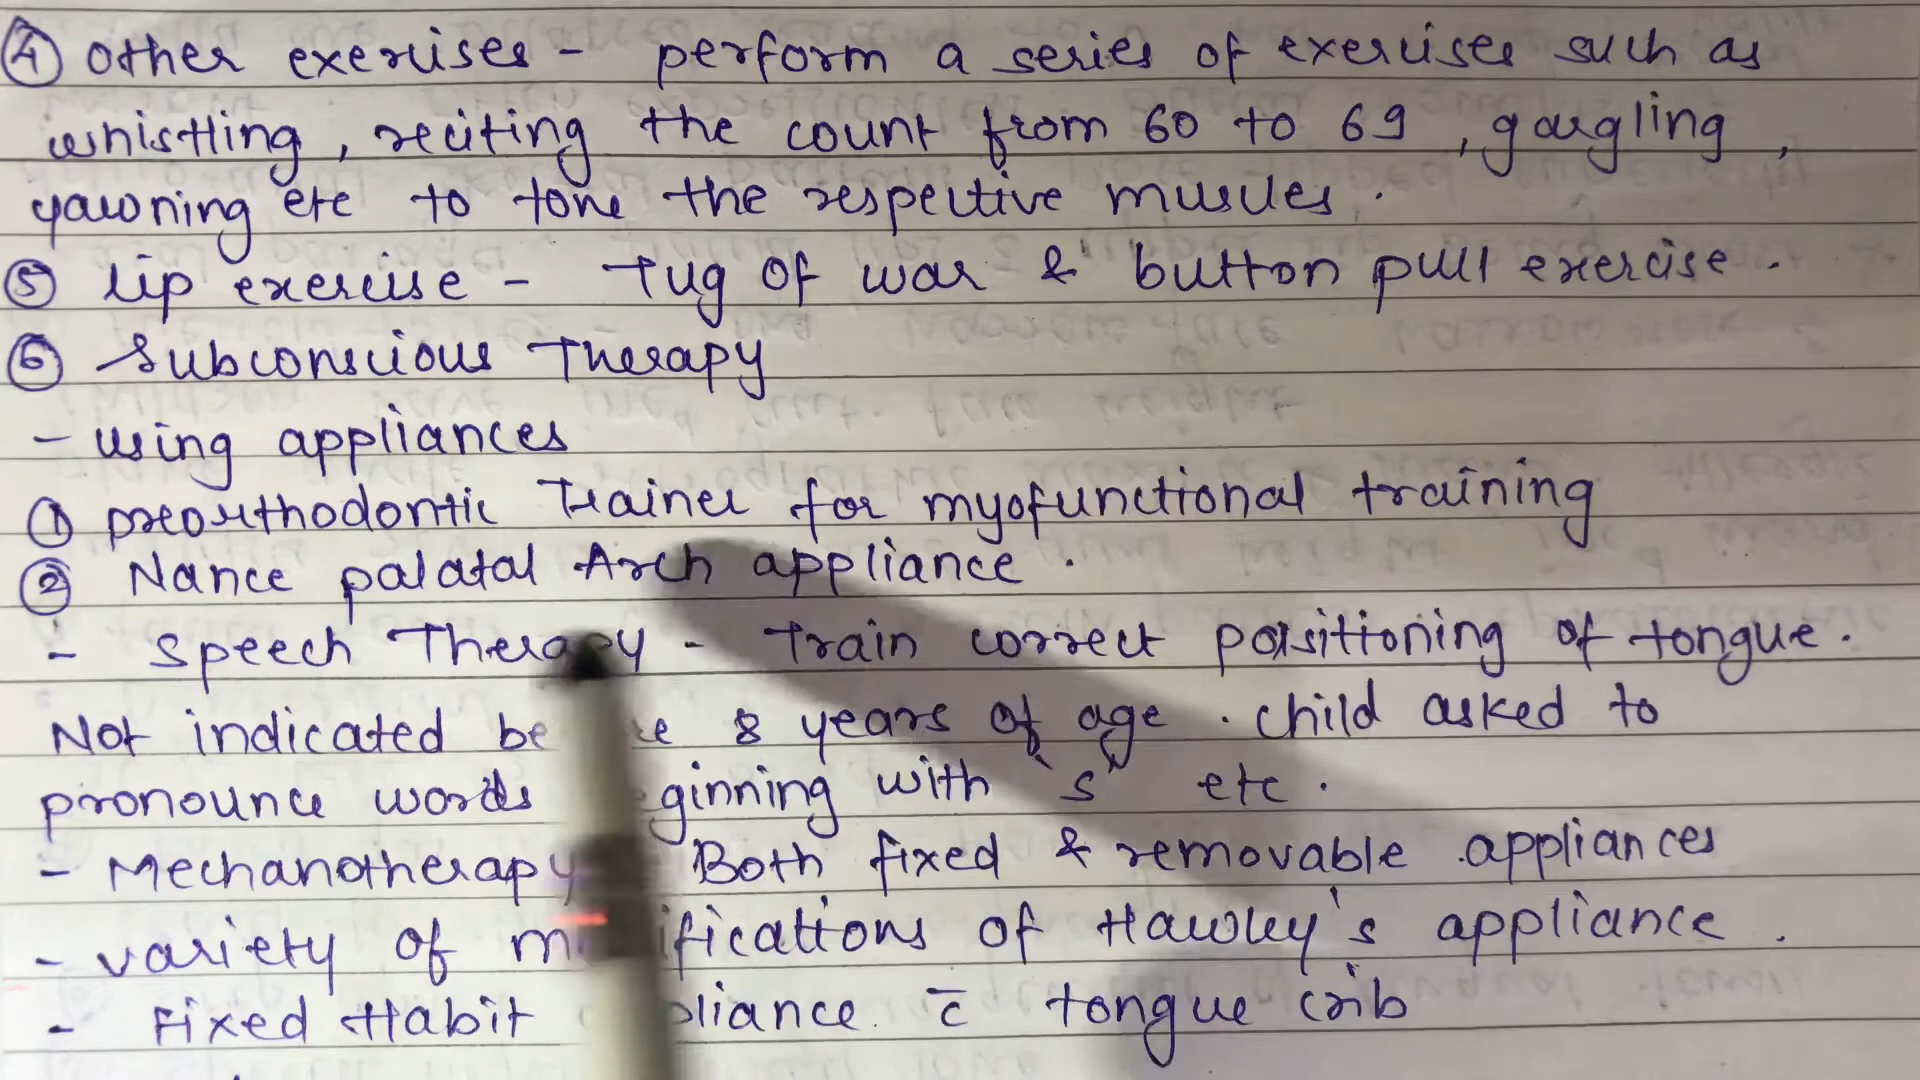 ④ Other exercises - perform a series of exercises such as
whistling, reciting the count from 60 to 69, gargling,
yawning etc to tone the respective muscles.
⑤ Lip exercise - Tug of war & button pull exercise.
⑥ Subconscious Therapy
- using appliances
① preorthodontic Trainer for myofunctional training
② Nance palatal Arch appliance.
- Speech Therapy - Train correct positioning of tongue.
Not indicated 8 years of age. child asked to
pronounce words with 's' etc.
- Mechanotherapy Both fixed & removable appliances
- variety of of Hawley's appliance.
- Fixed Habit c̄ tongue crib